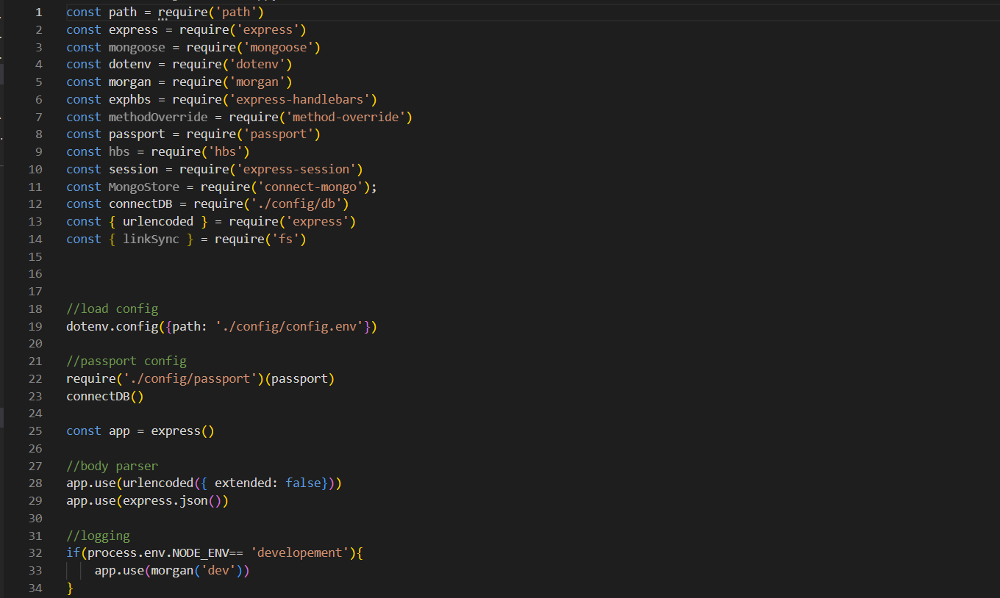 1 const path = require('path')
2 const express = require('express')
3 const mongoose = require('mongoose')
4 const dotenv = require('dotenv')
5 const morgan = require('morgan')
6 const exphbs = require('express-handlebars')
7 const methodOverride = require('method-override')
8 const passport = require('passport')
9 const hbs = require('hbs')
10 const session = require('express-session')
11 const MongoStore = require('connect-mongo');
12 const connectDB = require('./config/db')
13 const { urlencoded } = require('express')
14 const { linkSync } = require('fs')
15
16
17
18 //load config
19 dotenv.config({path: './config/config.env'})
20
21 //passport config
22 require('./config/passport')(passport)
23 connectDB()
24
25 const app = express()
26
27 //body parser
28 app.use(urlencoded({ extended: false}))
29 app.use(express.json())
30
31 //logging
32 if(process.env.NODE_ENV== 'developement'){
33     app.use(morgan('dev'))
34 }